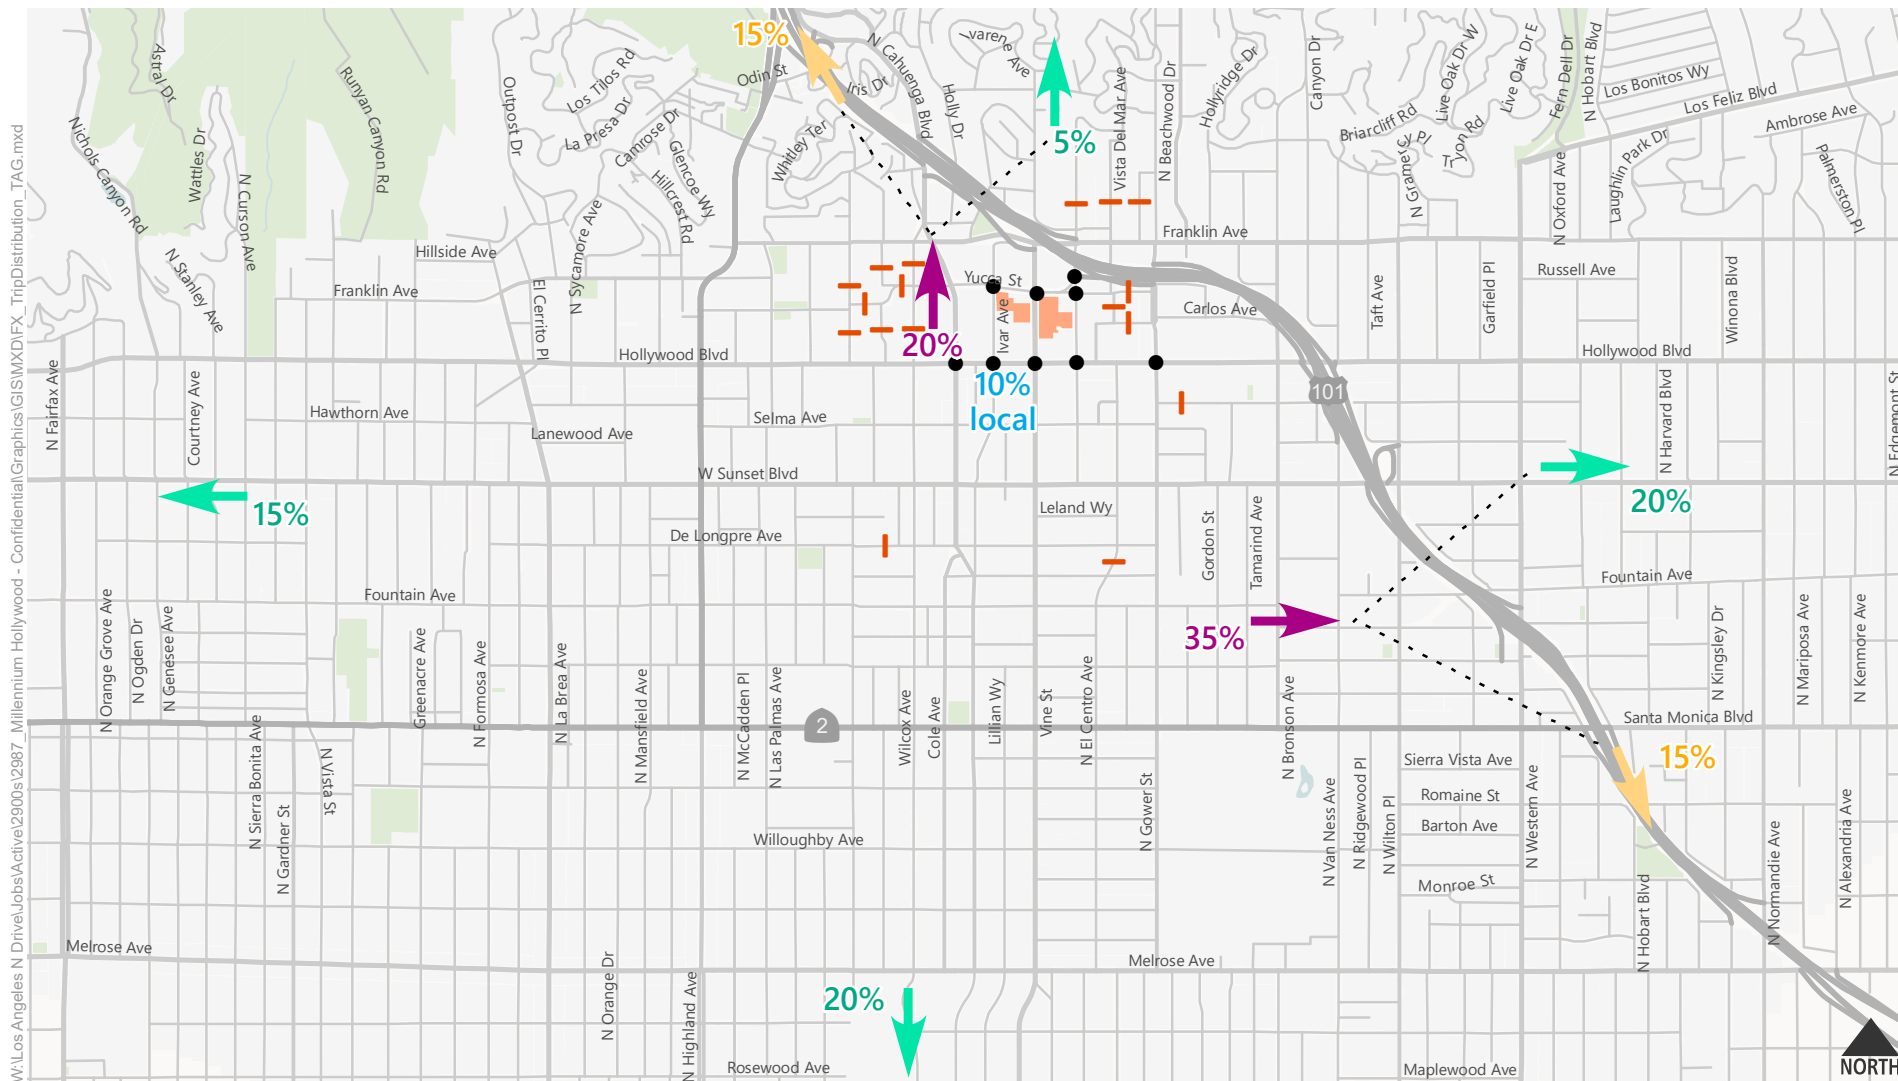 15%
Astral Dr
Runyan Canyon Rd
Outpost Dr
Los Tilos Rd
Odin St
Iris Dr
N Cahuenga Blvd
Holly Dr
5%
Vista Del Mar Ave
N Beachwood Dr
Hollyridge Dr
Canyon Dr
Live Oak Dr W
Live Oak Dr E
Fern Dell Dr
N Hobart Blvd
Los Bonitos Wy
Los Feliz Blvd
Ambrose Ave
Nichols Canyon Rd
Wattles Dr
N Curson Ave
La Presa Dr
Camrose Dr
Glencoe Wy
Hillcrest Rd
Whitley Ter
Briarcliff Rd
N Gramercy Pl
Tryon Rd
N Oxford Ave
Laughlin Park Dr
Palmerston Pl
N Stanley Ave
Hillside Ave
N Sycamore Ave
Franklin Ave
Franklin Ave
El Cerrito Pl
Yucca St
Ivar Ave
Carlos Ave
Taft Ave
Garfield Pl
Russell Ave
Winona Blvd
20%
Hollywood Blvd
Hollywood Blvd
N Fairfax Ave
Courtney Ave
Hawthorn Ave
Lanewood Ave
Selma Ave
10%
local
101
N Harvard Blvd
N Edgemont St
W Sunset Blvd
15%
20%
Leland Wy
De Longpre Ave
Gordon St
Tamarind Ave
Fountain Ave
Fountain Ave
35%
N Orange Grove Ave
N Ogden Dr
N Genesee Ave
Greenacre Ave
N Formosa Ave
N La Brea Ave
N Mansfield Ave
N McCadden Pl
N Las Palmas Ave
2
Wilcox Ave
Cole Ave
Lillian Wy
Vine St
N El Centro Ave
N Bronson Ave
N Kingsley Dr
N Mariposa Ave
N Kenmore Ave
Santa Monica Blvd
15%
N Sierra Bonita Ave
N Gardner St
N Vista St
Sierra Vista Ave
Romaine St
Barton Ave
Willoughby Ave
N Gower St
N Van Ness Ave
N Ridgewood Pl
N Wilton Pl
N Western Ave
Monroe St
N Hobart Blvd
N Normandie Ave
N Alexandria Ave
Melrose Ave
Melrose Ave
N Orange Dr
N Highland Ave
20%
Rosewood Ave
Maplewood Ave
NORTH
W:\Los Angeles N Drive\Jobs\Active\2900s\2987_Millennium Hollywood - Confidential\Graphics\GIS\MXD\FX_TripDistribution_TAG.mxd